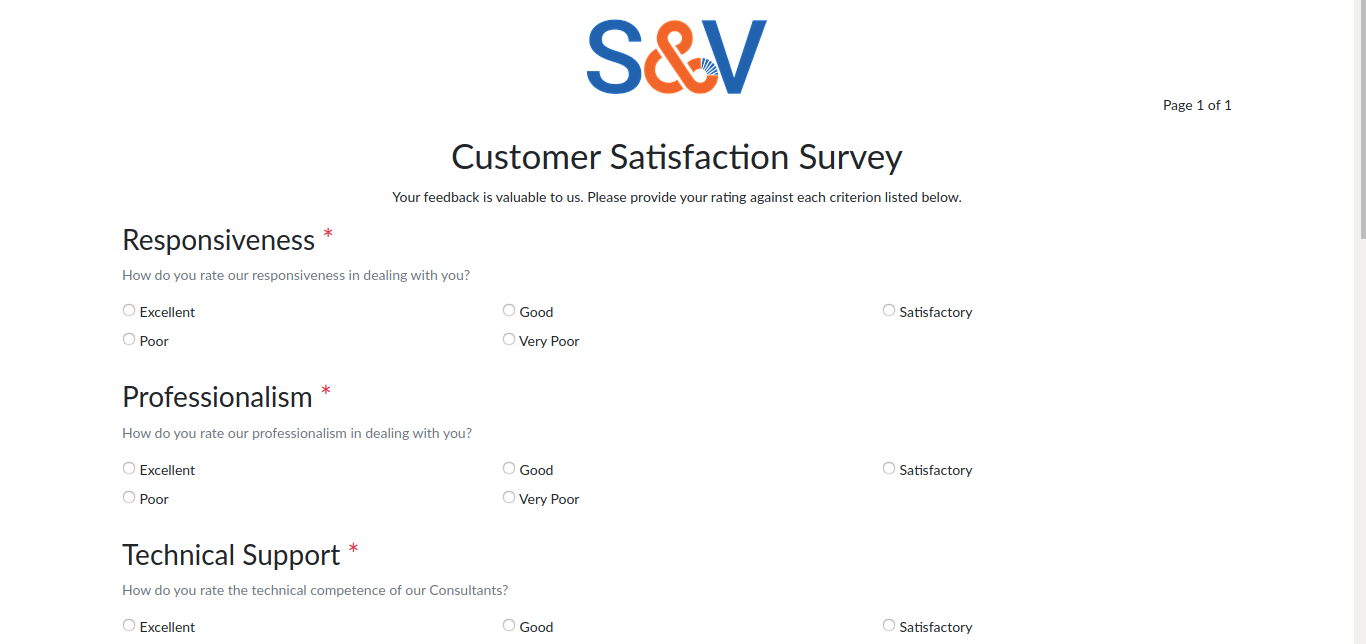 S&V
Page 1 of 1
Customer Satisfaction Survey
Your feedback is valuable to us. Please provide your rating against each criterion listed below.
Responsiveness *
How do you rate our responsiveness in dealing with you?
Excellent Good Satisfactory
Poor Very Poor
Professionalism *
How do you rate our professionalism in dealing with you?
Excellent Good Satisfactory
Poor Very Poor
Technical Support *
How do you rate the technical competence of our Consultants?
Excellent Good Satisfactory